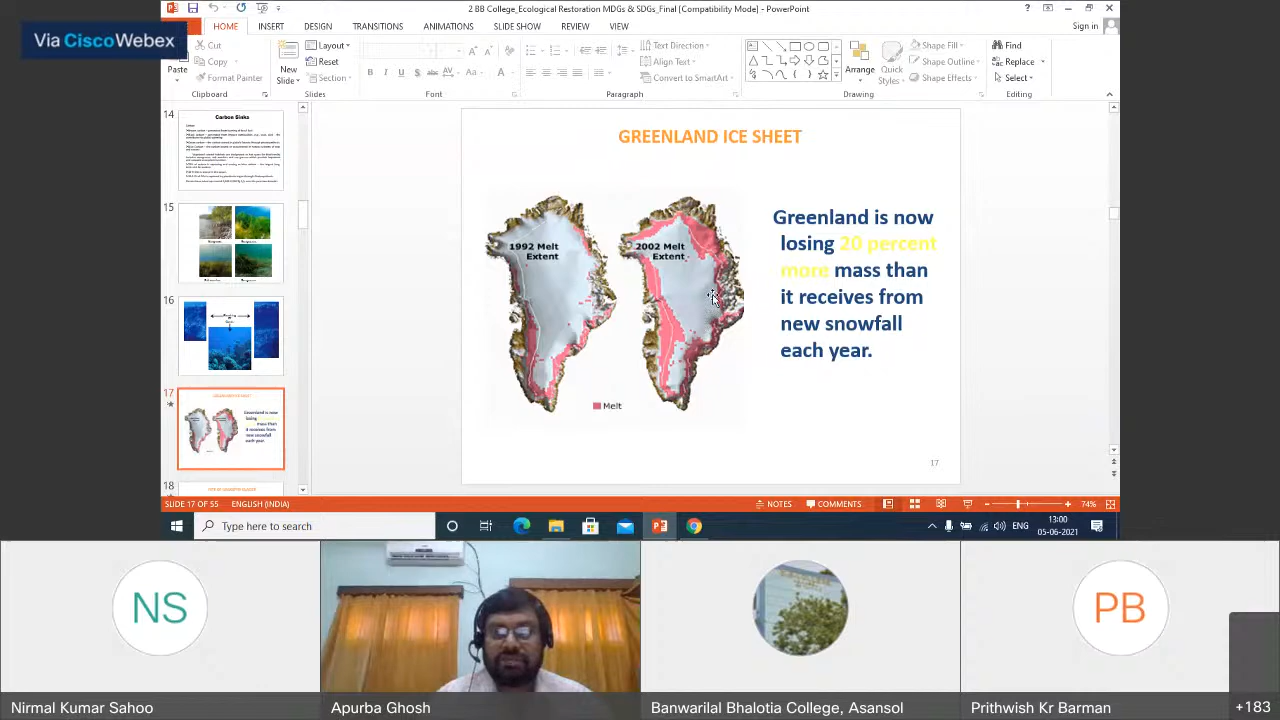 2 BB College_Ecological Restoration MDGs & SDGs_Final [Compatibility Mode] - PowerPoint
Via CiscoWebex
HOME INSERT DESIGN TRANSITIONS ANIMATIONS SLIDE SHOW REVIEW VIEW
Sign in
Cut
Copy
Format Painter
Paste
Clipboard
New
Slide
Layout
Reset
Section
Slides
Font
Text Direction
Align Text
Convert to SmartArt
Paragraph
Arrange
Quick
Styles
Shape Fill
Shape Outline
Shape Effects
Drawing
Find
Replace
Select
Editing
14
Carbon Sinks
15
16
17
18
GREENLAND ICE SHEET
1992 Melt
Extent
2002 Melt
Extent
Melt
Greenland is now
losing 20 percent
more mass than
it receives from
new snowfall
each year.
17
SLIDE 17 OF 55 ENGLISH (INDIA)
NOTES COMMENTS 74%
Type here to search
ENG
13:00
05-06-2021
NS
PB
Nirmal Kumar Sahoo
Apurba Ghosh
Banwarilal Bhalotia College, Asansol
Prithwish Kr Barman
+183